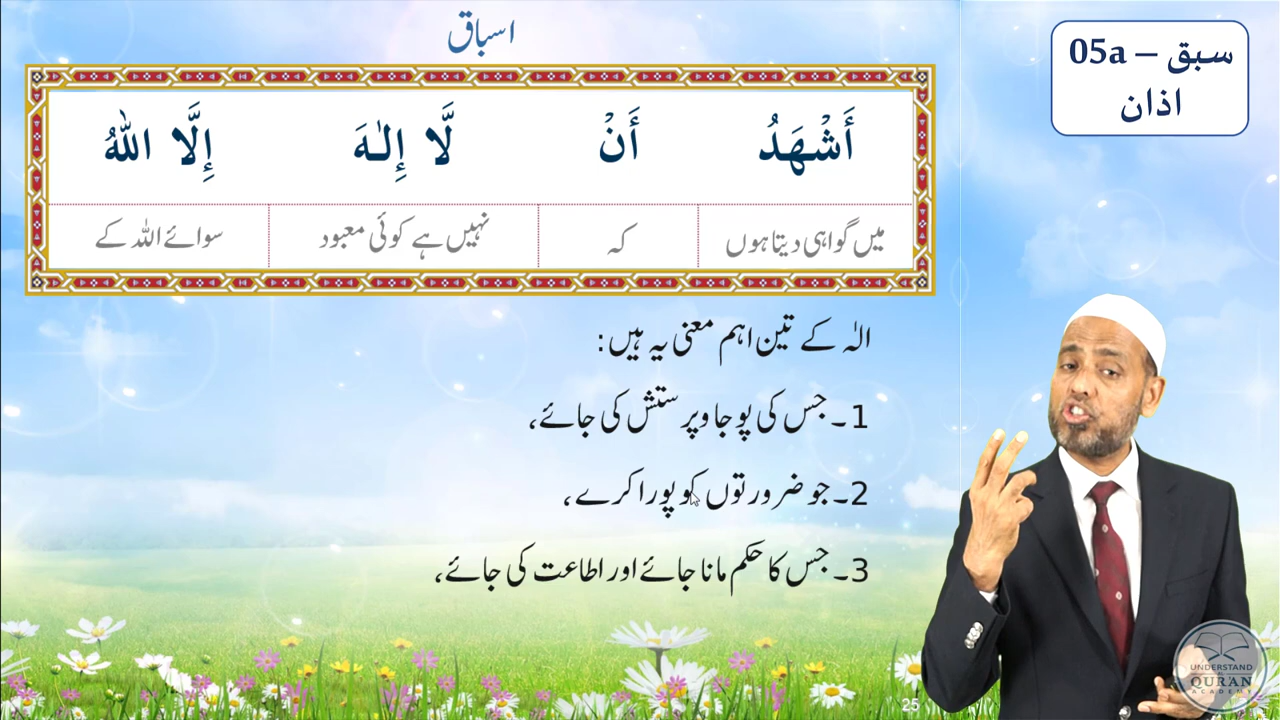 اسباق
سبق – 05a
اذان
أَشْهَدُ أَنْ لَّا إِلٰهَ إِلَّا اللهُ
میں گواہی دیتا ہوں کہ نہیں ہے کوئی معبود سوائے اللہ کے
الٰہ کے تین اہم معنی یہ ہیں:
1۔ جس کی پوجا و پرستش کی جائے،
2۔ جو ضرورتوں کو پورا کرے،
3۔ جس کا حکم مانا جائے اور اطاعت کی جائے،
25
UNDERSTAND
QURAN
ACADEMY